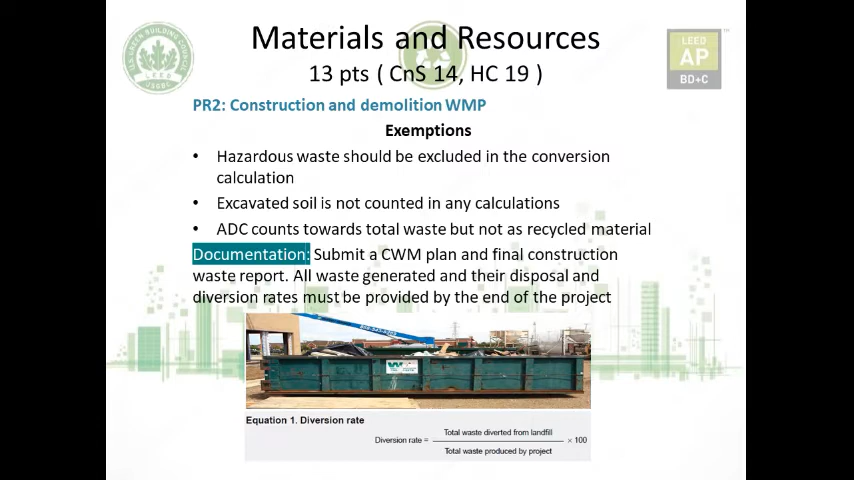 Materials and Resources
13 pts ( CnS 14, HC 19 )
LEED
AP
BD+C
PR2: Construction and demolition WMP
Exemptions
• Hazardous waste should be excluded in the conversion
calculation
• Excavated soil is not counted in any calculations
• ADC counts towards total waste but not as recycled material
Documentation: Submit a CWM plan and final construction
waste report. All waste generated and their disposal and
diversion rates must be provided by the end of the project
Equation 1. Diversion rate
Diversion rate = Total waste diverted from landfill
Total waste produced by project × 100